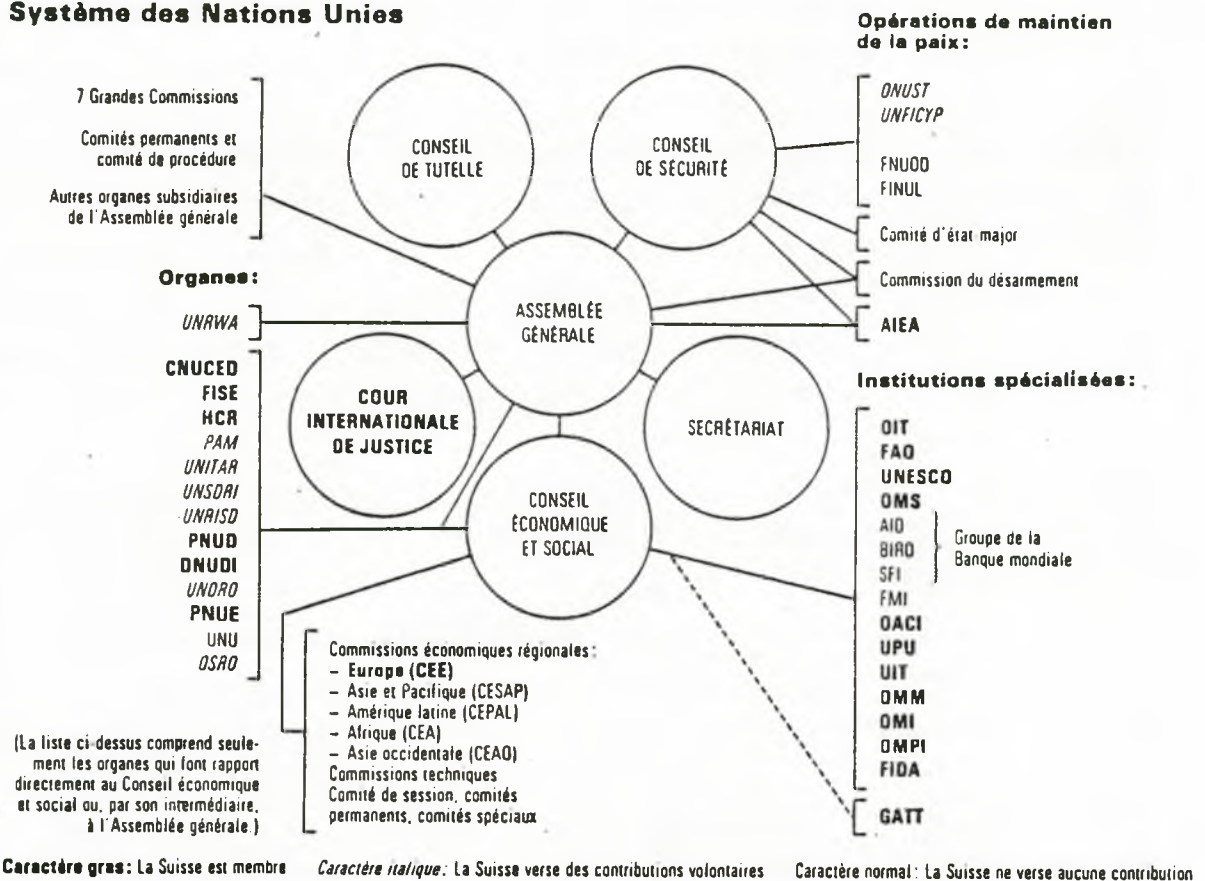 Système des Nations Unies
7 Grandes Commissions
Comités permanents et
comité de procédure
Autres organes subsidiaires
de l'Assemblée générale
Organes:
UNRWA
CNUCED
FISE
HCR
PAM
UNITAR
UNSDRI
UNRISD
PNUD
ONUDI
UNDRO
PNUE
UNU
OSRO
(La liste ci-dessus comprend seule-
ment les organes qui font rapport
directement au Conseil économique
et social ou, par son intermédiaire,
à l'Assemblée générale.)
CONSEIL
DE TUTELLE
CONSEIL
DE SÉCURITÉ
ASSEMBLÉE
GÉNÉRALE
COUR
INTERNATIONALE
DE JUSTICE
SECRÉTARIAT
CONSEIL
ÉCONOMIQUE
ET SOCIAL
Commissions économiques régionales:
– Europe (CEE)
– Asie et Pacifique (CESAP)
– Amérique latine (CEPAL)
– Afrique (CEA)
– Asie occidentale (CEAO)
Commissions techniques
Comité de session, comités
permanents, comités spéciaux
Opérations de maintien
de la paix:
ONUST
UNFICYP
FNUOD
FINUL
Comité d'état major
Commission du désarmement
AIEA
Institutions spécialisées:
OIT
FAO
UNESCO
OMS
AID
BIRD
SFI
Groupe de la
Banque mondiale
FMI
OACI
UPU
UIT
OMM
OMI
OMPI
FIDA
GATT
Caractère gras: La Suisse est membre
Caractère italique: La Suisse verse des contributions volontaires
Caractère normal: La Suisse ne verse aucune contribution